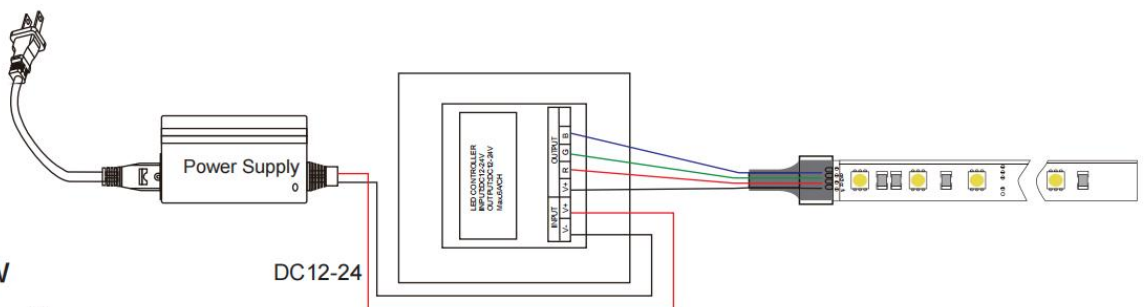 Power Supply
LED CONTROLLER
INPUT:DC12-24V
OUTPUT:DC12-24V
Max.6A/CH
OUTPUT
INPUT
B
G
R
V+
V+
V-
DC12-24